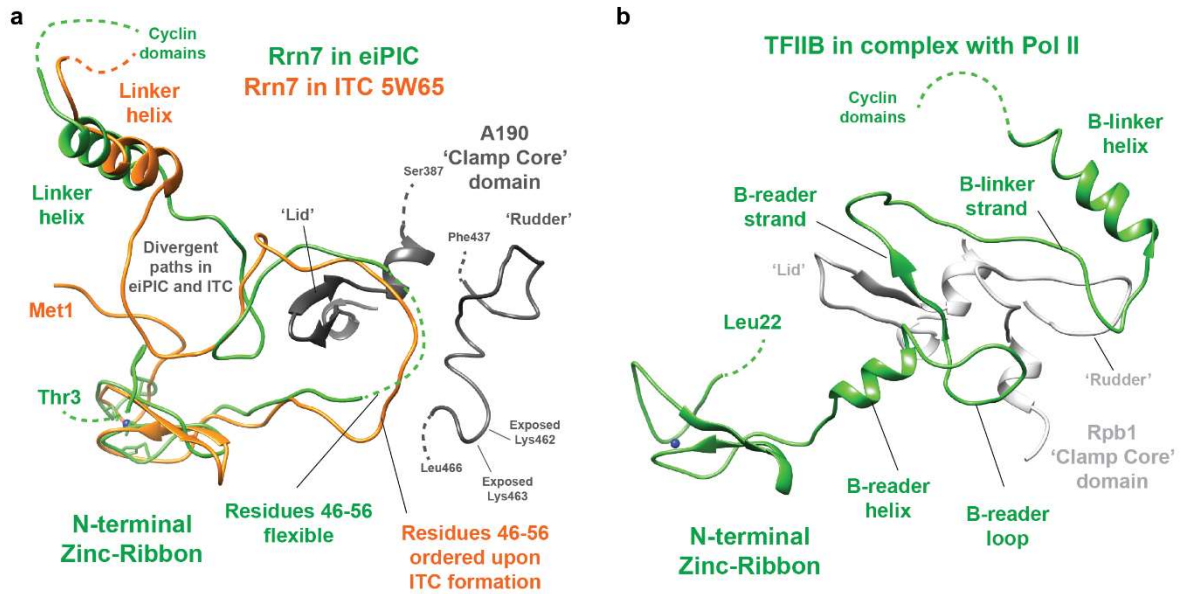 a
Cyclin
domains
Rrn7 in eiPIC
Rrn7 in ITC 5W65
Linker
helix
A190
‘Clamp Core’
domain
Ser387
Linker
helix
‘Lid’
Phe437
‘Rudder’
Divergent
paths in
eiPIC and ITC
Met1
Thr3
Leu466
Exposed
Lys462
Exposed
Lys463
N-terminal
Zinc-Ribbon
Residues 46-56
flexible
Residues 46-56
ordered upon
ITC formation
b
TFIIB in complex with Pol II
Cyclin
domains
B-linker
helix
B-reader
strand
B-linker
strand
‘Lid’
Leu22
‘Rudder’
Rpb1
‘Clamp Core’
domain
B-reader
helix
B-reader
loop
N-terminal
Zinc-Ribbon